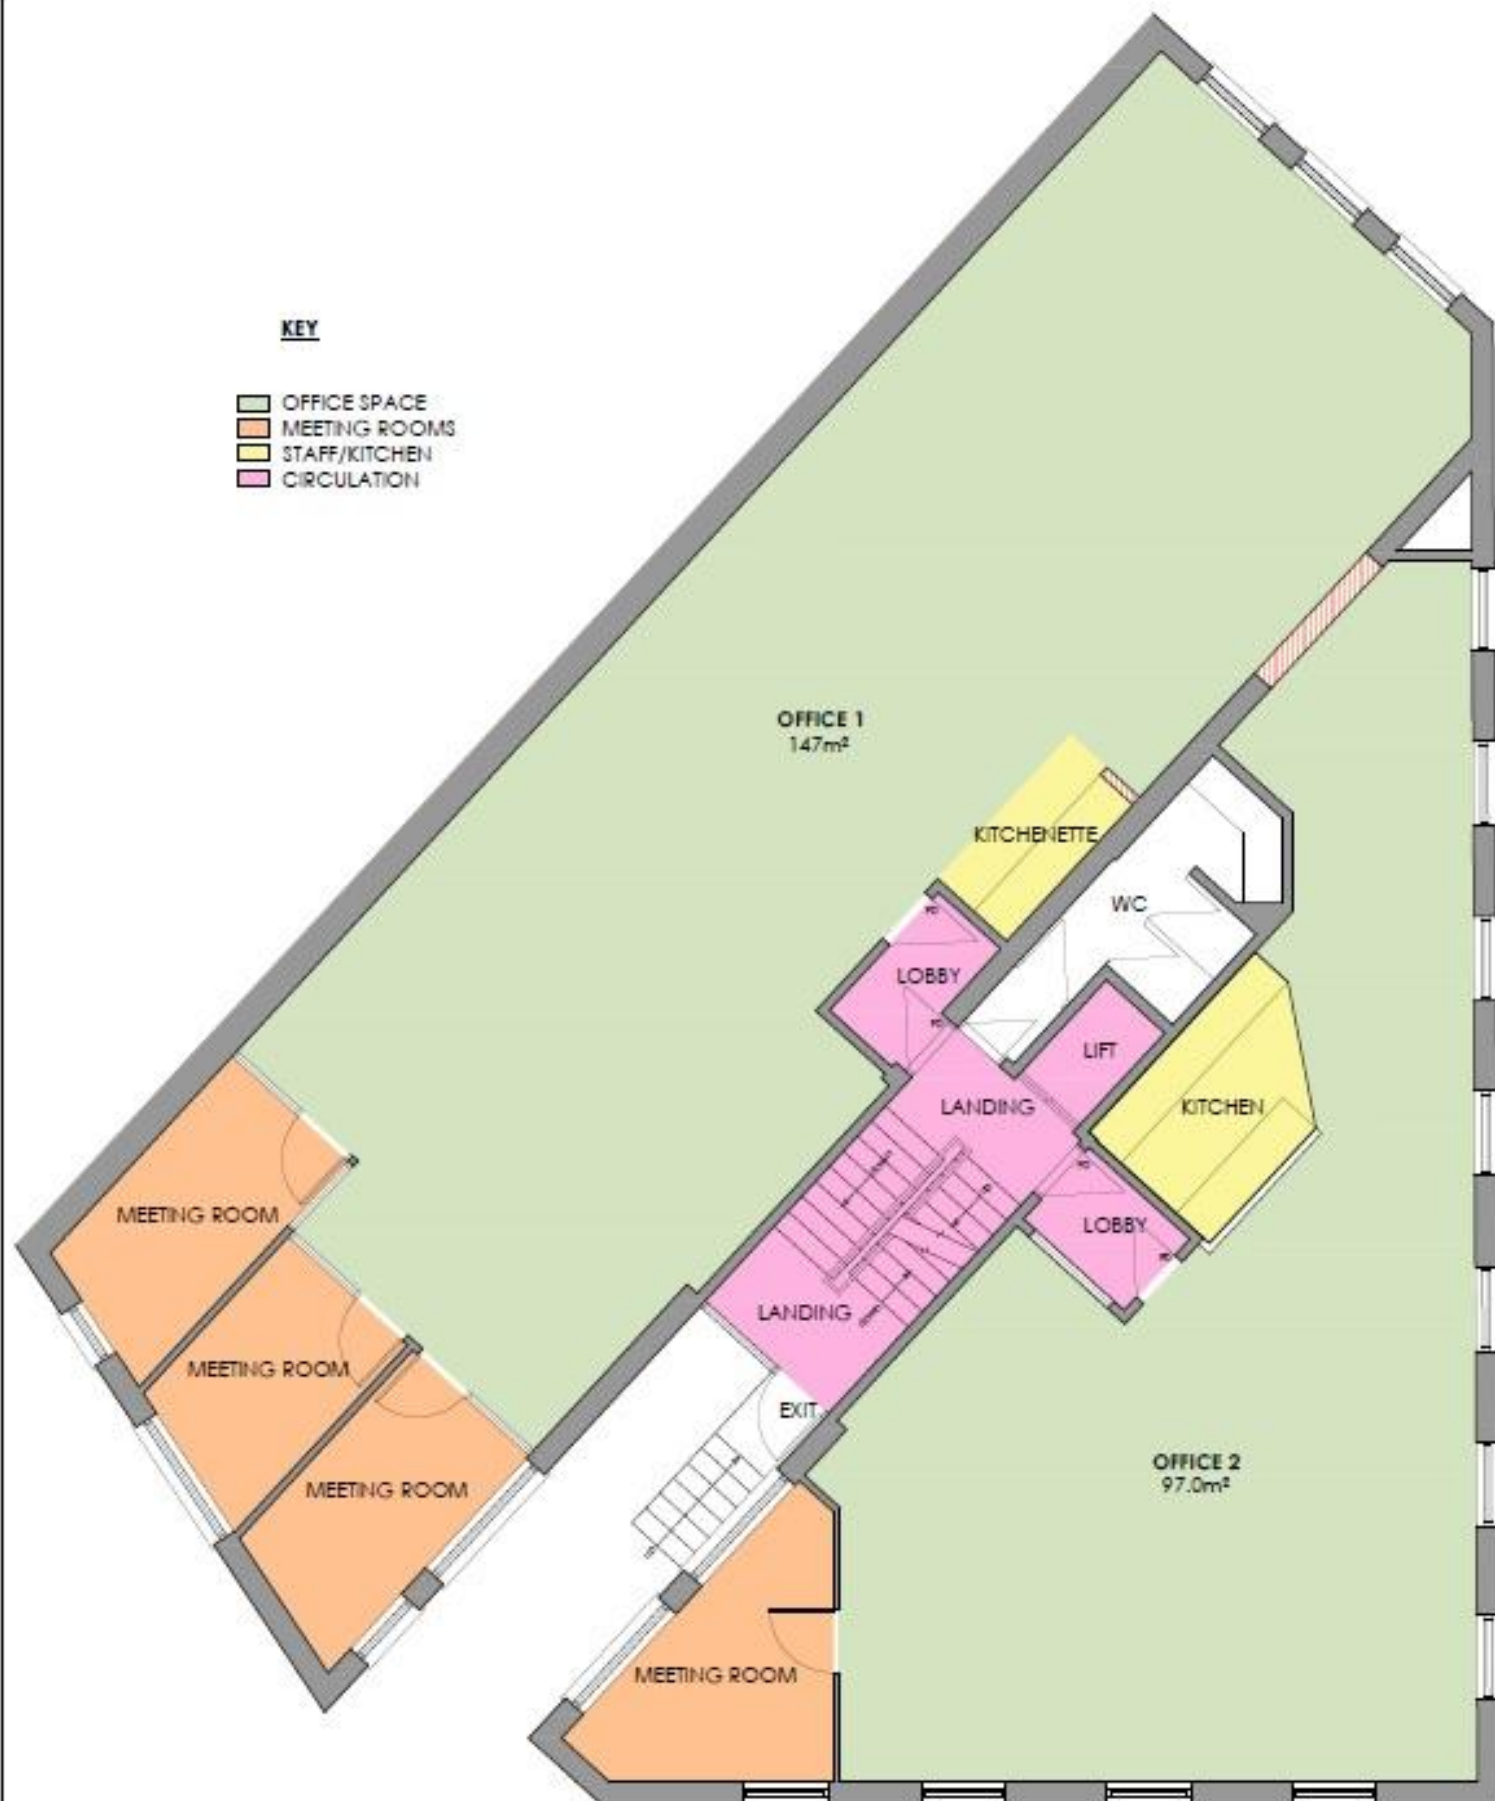 KEY
OFFICE SPACE
MEETING ROOMS
STAFF/KITCHEN
CIRCULATION
OFFICE 1
147m²
KITCHENETTE
WC
LOBBY
LIFT
LANDING
KITCHEN
MEETING ROOM
LOBBY
LANDING
MEETING ROOM
EXIT
MEETING ROOM
OFFICE 2
97.0m²
MEETING ROOM